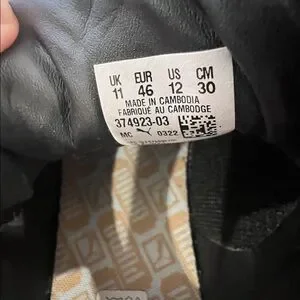 UK EUR US CM
11 46 12 30
MADE IN CAMBODIA
FABRIQUÉ AU CAMBODGE
374923-03
MC 0322